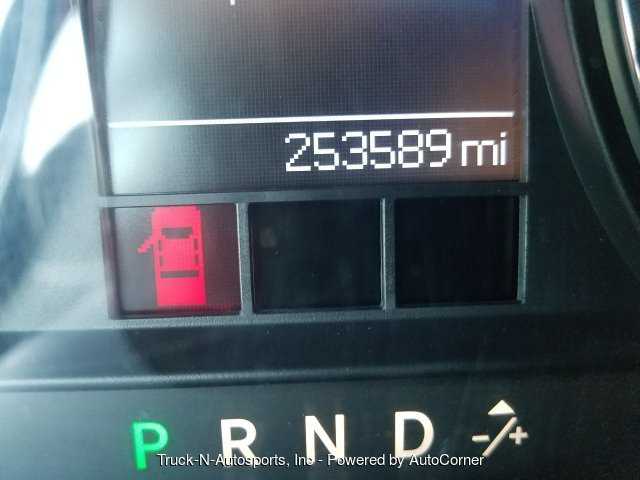 253589 mi
P R N D -/+
Truck-N-Autosports, Inc - Powered by AutoCorner